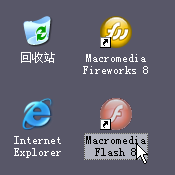 回收站
Macromedia
Fireworks 8
Internet
Explorer
Macromedia
Flash 8